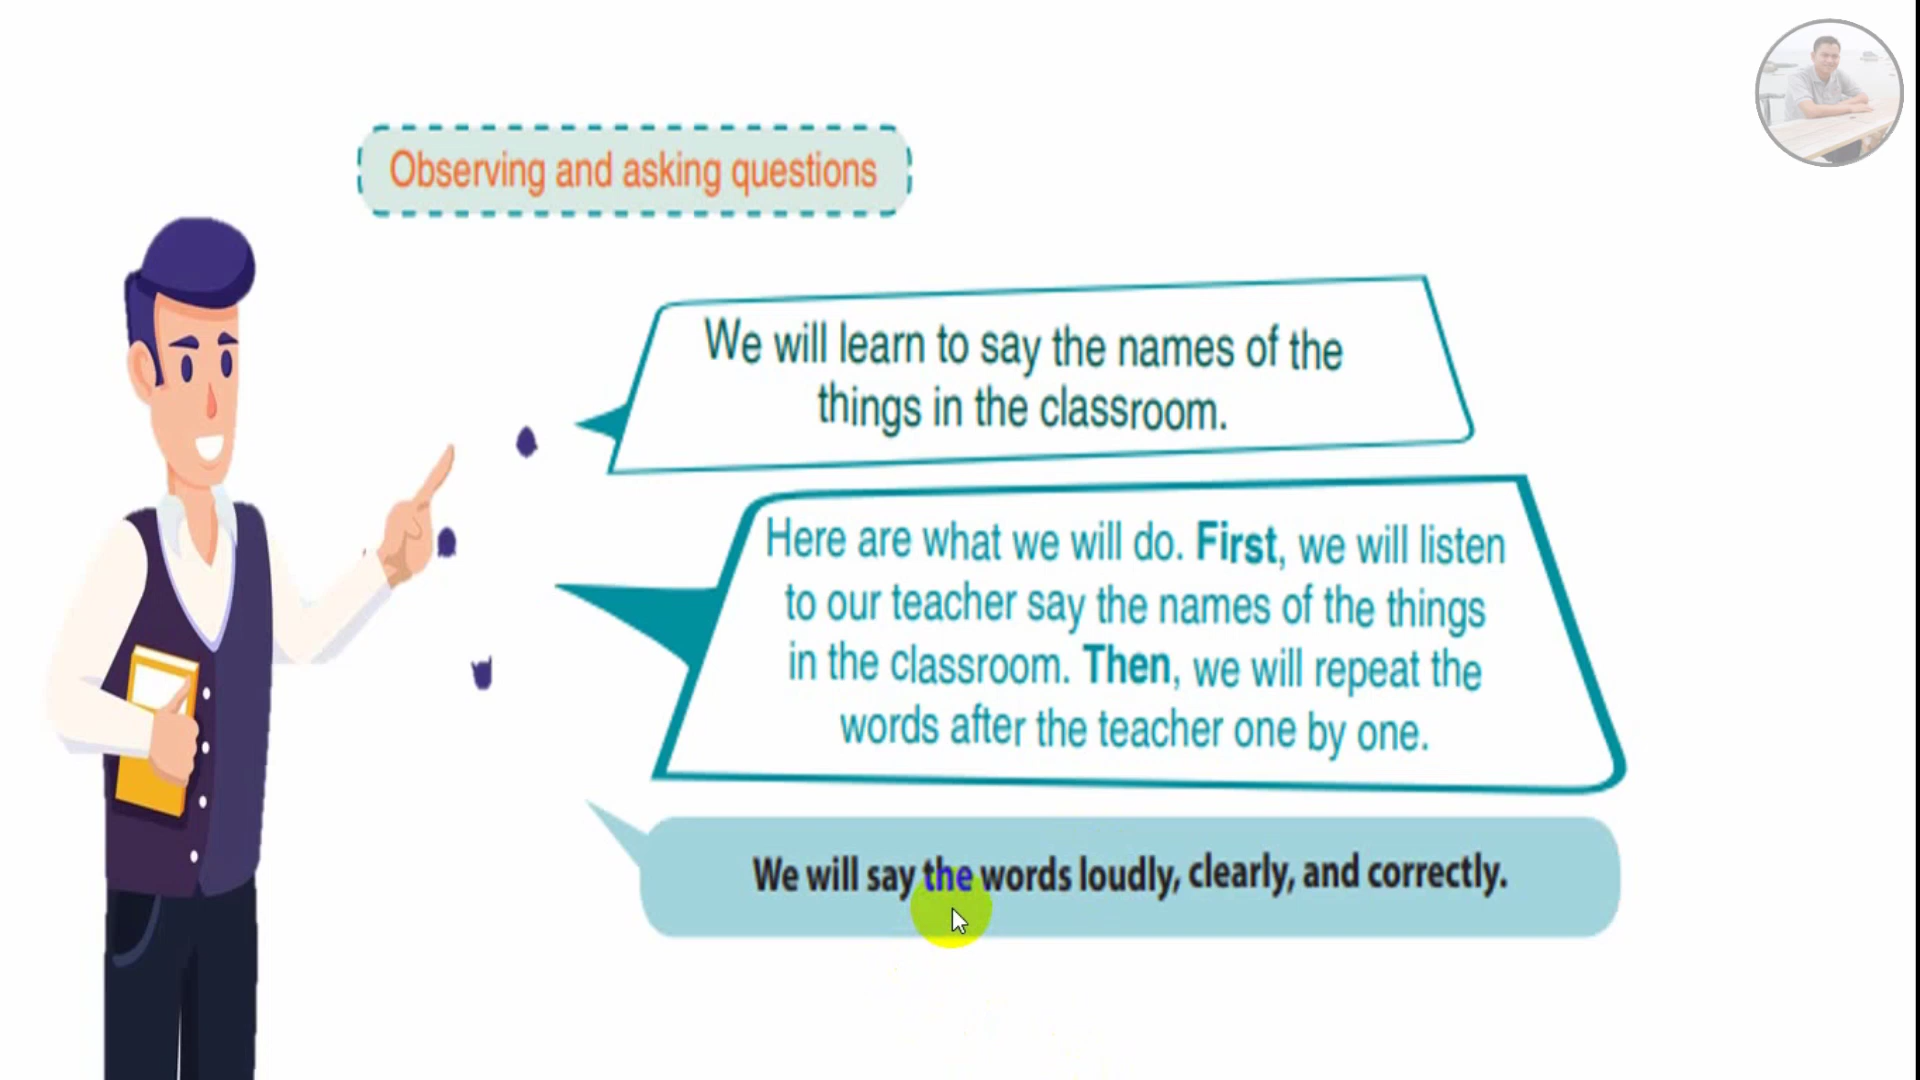 Observing and asking questions
We will learn to say the names of the
things in the classroom.
Here are what we will do. First, we will listen
to our teacher say the names of the things
in the classroom. Then, we will repeat the
words after the teacher one by one.
We will say the words loudly, clearly, and correctly.